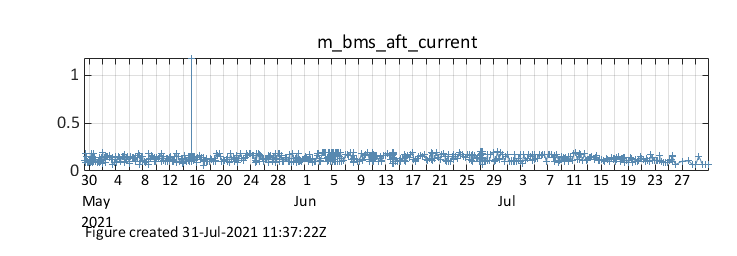 m_bms_aft_current
1
0.5
0
30 4 8 12 16 20 24 28 1 5 9 13 17 21 25 29 3 7 11 15 19 23 27
May Jun Jul
2021
Figure created 31-Jul-2021 11:37:22Z